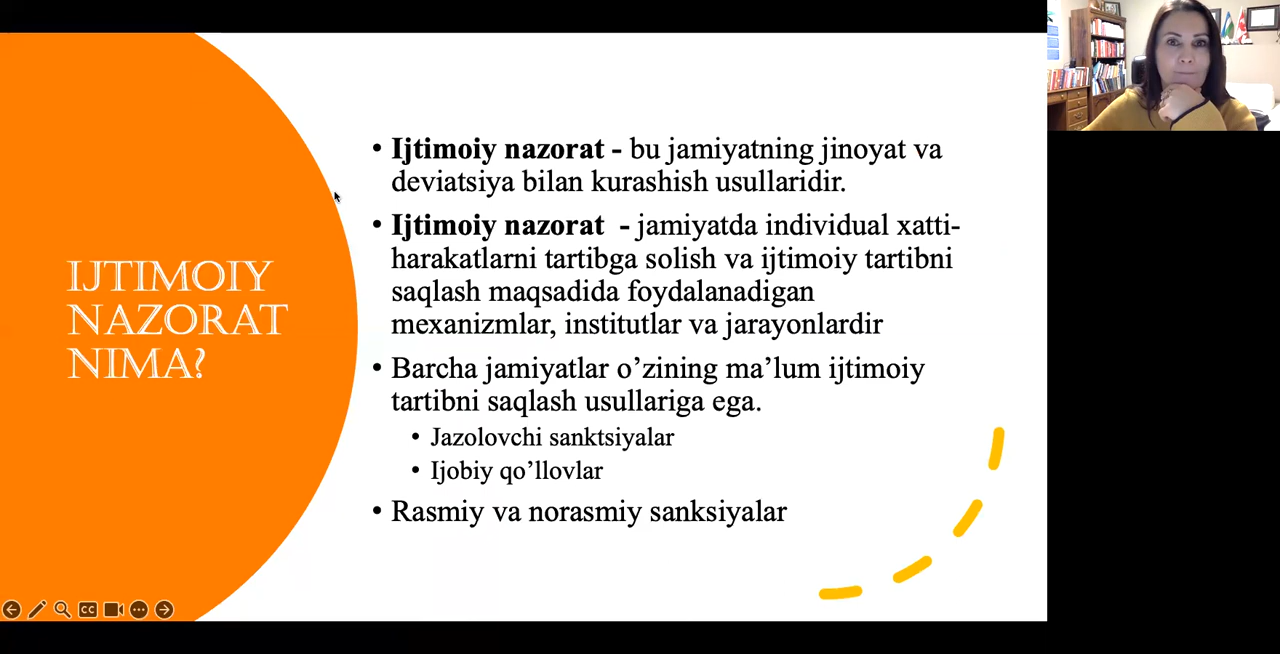 IJTIMOIY
NAZORAT
NIMA?
• Ijtimoiy nazorat - bu jamiyatning jinoyat va
deviatsiya bilan kurashish usullaridir.
• Ijtimoiy nazorat - jamiyatda individual xatti-
harakatlarni tartibga solish va ijtimoiy tartibni
saqlash maqsadida foydalanadigan
mexanizmlar, institutlar va jarayonlardir
• Barcha jamiyatlar o’zining ma’lum ijtimoiy
tartibni saqlash usullariga ega.
• Jazolovchi sanktsiyalar
• Ijobiy qo’llovlar
• Rasmiy va norasmiy sanksiyalar
CC